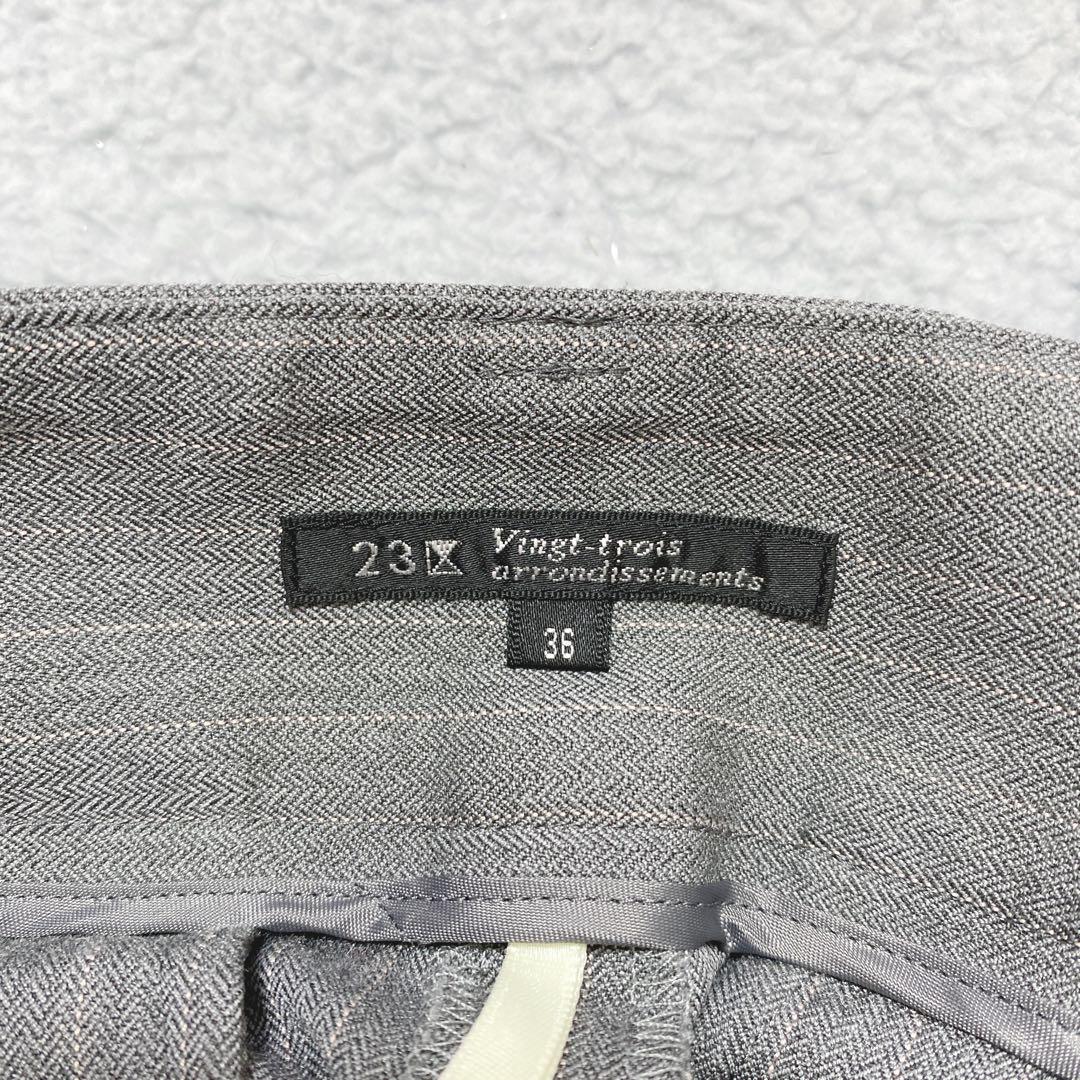 23区 Vingt-trois
arrondissements
36